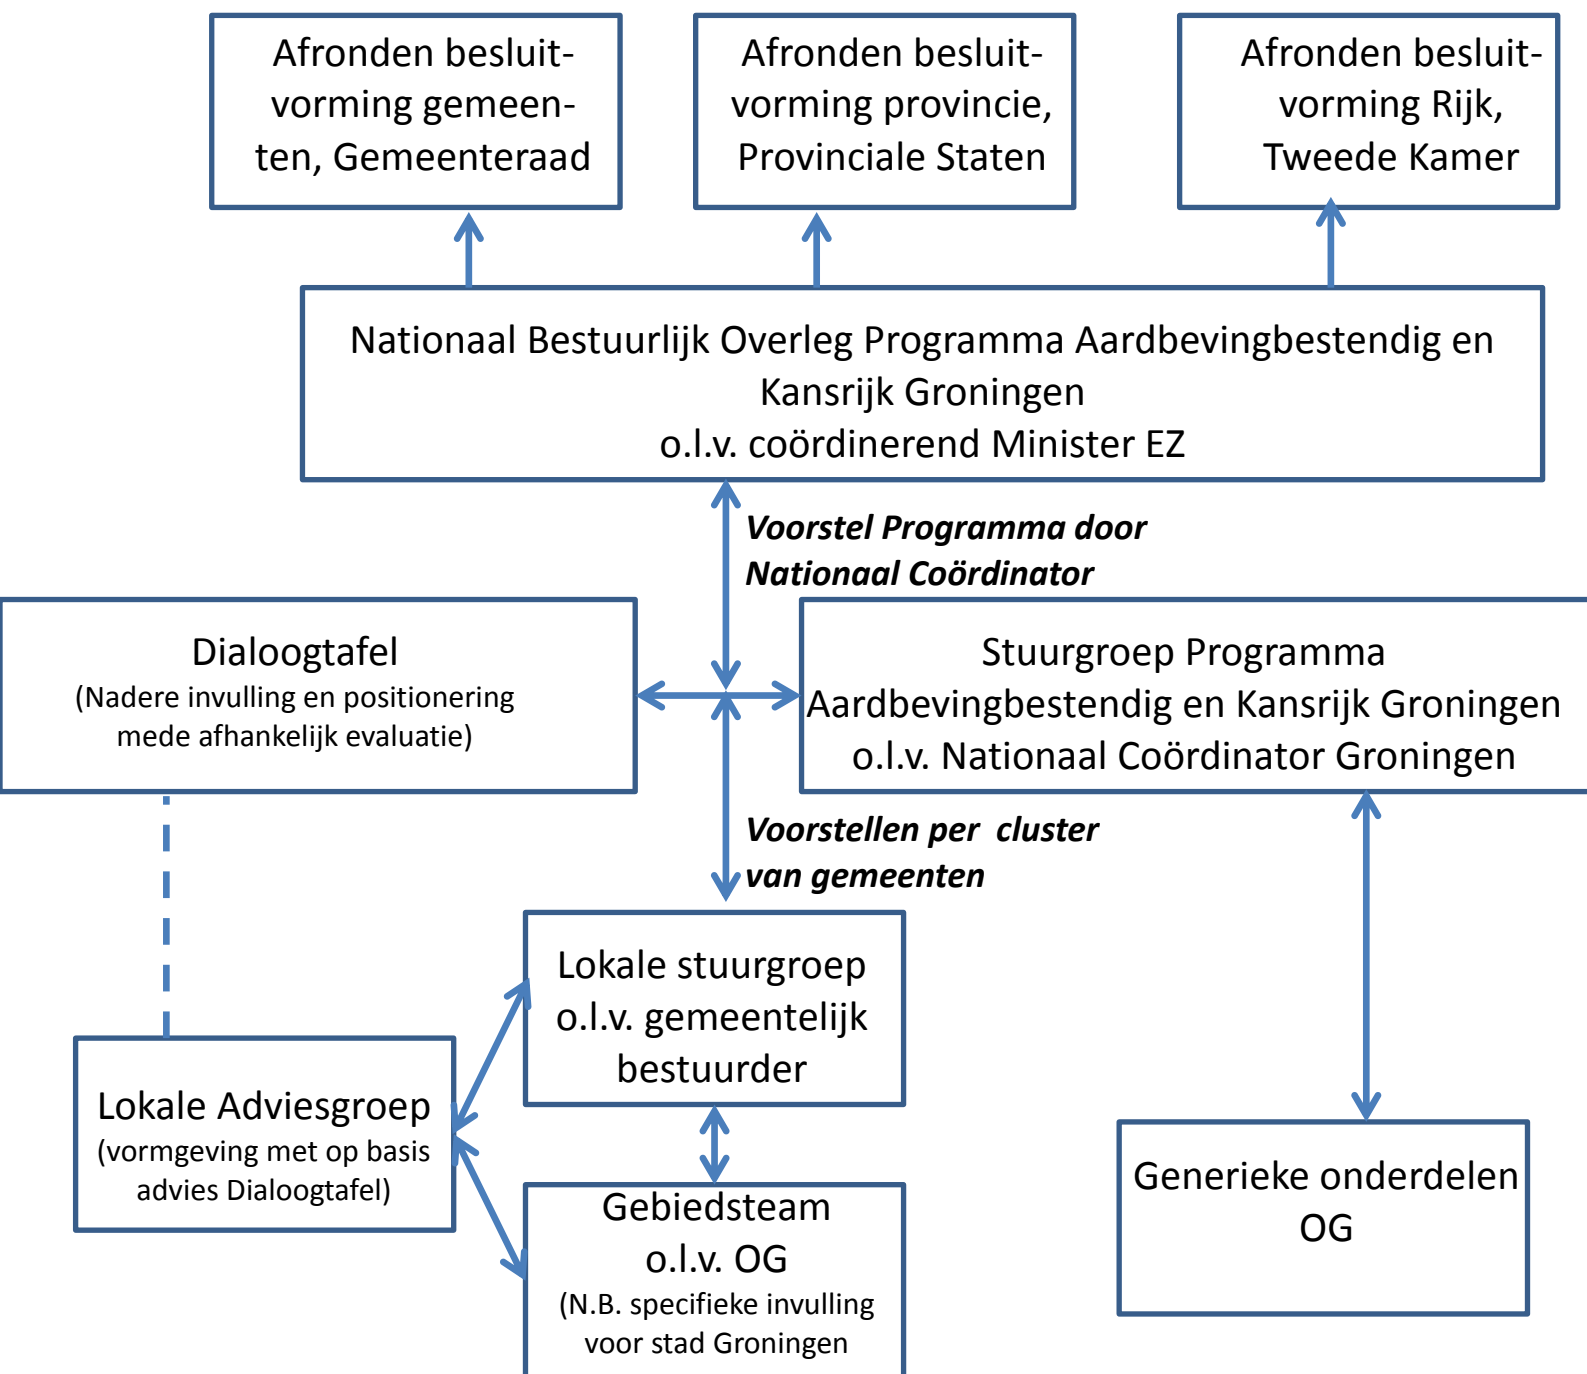 Afronden besluit-
vorming gemeen-
ten, Gemeenteraad
Afronden besluit-
vorming provincie,
Provinciale Staten
Afronden besluit-
vorming Rijk,
Tweede Kamer
Nationaal Bestuurlijk Overleg Programma Aardbevingbestendig en
Kansrijk Groningen
o.l.v. coördinerend Minister EZ
Voorstel Programma door
Nationaal Coördinator
Dialoogtafel
(Nadere invulling en positionering
mede afhankelijk evaluatie)
Stuurgroep Programma
Aardbevingbestendig en Kansrijk Groningen
o.l.v. Nationaal Coördinator Groningen
Voorstellen per cluster
van gemeenten
Lokale stuurgroep
o.l.v. gemeentelijk
bestuurder
Lokale Adviesgroep
(vormgeving met op basis
advies Dialoogtafel)
Generieke onderdelen
OG
Gebiedsteam
o.l.v. OG
(N.B. specifieke invulling
voor stad Groningen